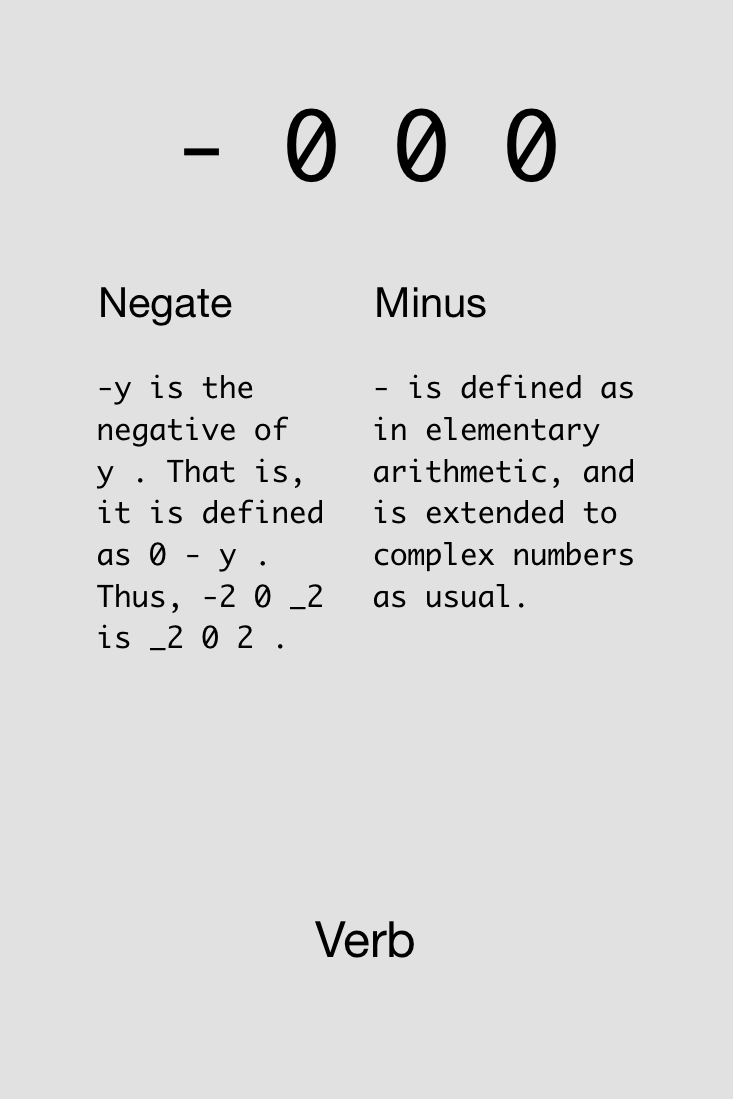 - 0 0 0
Negate
-y is the
negative of
y . That is,
it is defined
as 0 - y .
Thus, -2 0 _2
is _2 0 2 .
Minus
- is defined as
in elementary
arithmetic, and
is extended to
complex numbers
as usual.
Verb